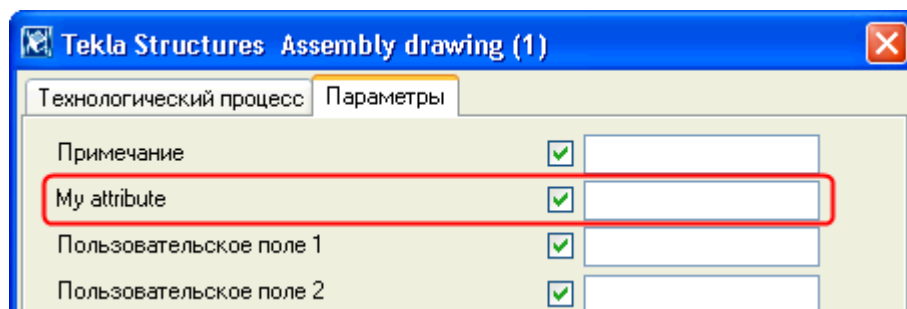 Tekla Structures Assembly drawing (1)
Технологический процесс Параметры
Примечание
My attribute
Пользовательское поле 1
Пользовательское поле 2